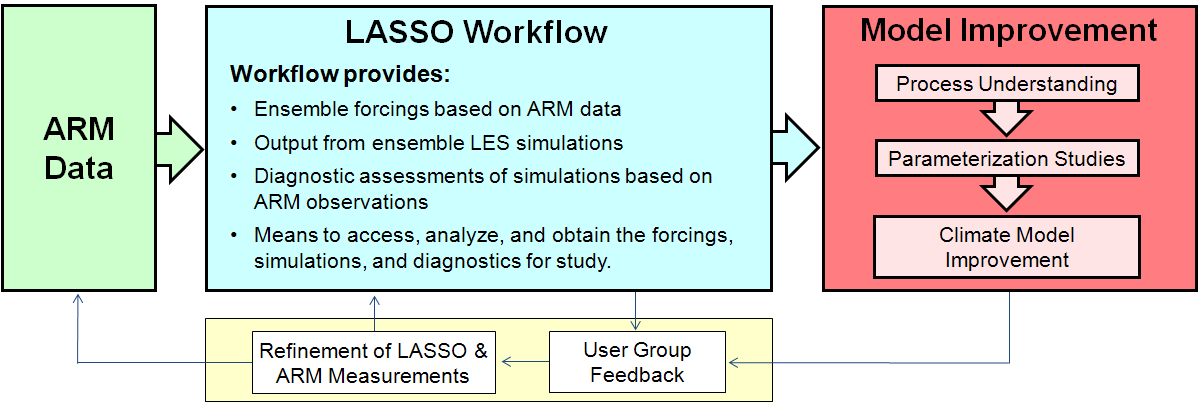 ARM
Data
LASSO Workflow
Workflow provides:
• Ensemble forcings based on ARM data
• Output from ensemble LES simulations
• Diagnostic assessments of simulations based on
ARM observations
• Means to access, analyze, and obtain the forcings,
simulations, and diagnostics for study.
Model Improvement
Process Understanding
Parameterization Studies
Climate Model
Improvement
Refinement of LASSO &
ARM Measurements
User Group
Feedback